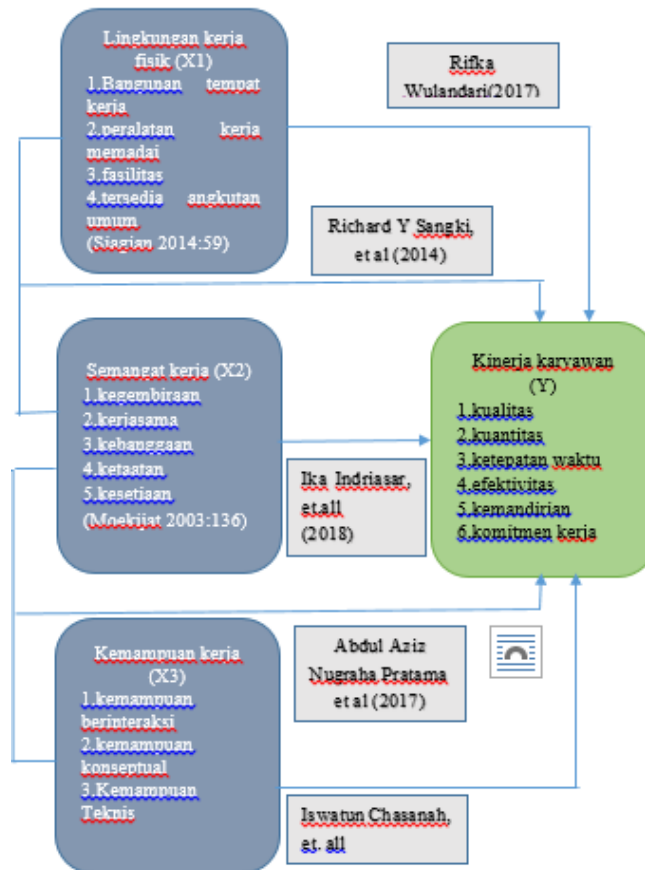 Lingkungan kerja
fisik (X1)
1.Bangunan tempat
kerja
2.peralatan kerja
memadai
3.fasilitas
4.tersedia angkutan
umum
(Siagian 2014:59)
Rifka
.Wulandari(2017)
Richard Y Sangki,
et al (2014)
Semangat kerja (X2)
1.kegembiraan
2.kerjasama
3.kebanggaan
4.ketaatan
5.kesetiaan
(Moekijat 2003:136)
Kinerja karyawan
(Y)
1.kualitas
2.kuantitas
3.ketepatan waktu
4.efektivitas
5.kemandirian
6.komitmen kerja
Ika Indriasar,
et.all
(2018)
Kemampuan kerja
(X3)
1.kemampuan
berinteraksi
2.kemampuan
konseptual
3.Kemampuan
Teknis
Abdul Aziz
Nugraha Pratama
et al (2017)
Iswatun Chasanah,
et. all